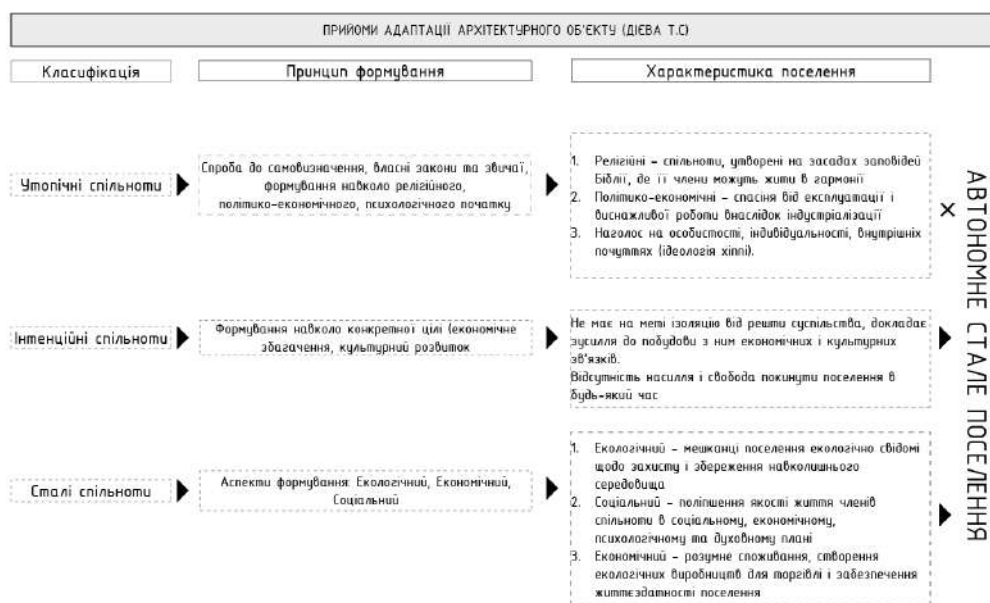 ПРИЙОМИ АДАПТАЦІЇ АРХІТЕКТУРНОГО ОБ'ЄКТУ (ДІЄВА Т.С)
Класифікація
Принцип формування
Характеристика поселення
Утопічні спільноти
Спроба до самовизначення, власні закони та звичаї,
формування навколо релігійного,
політико-економічного, психологічного початку
1. Релігійні – спільноти, утворені на засадах заповідей
Біблії, де її члени можуть жити в гармонії
2. Політико-економічні – спасіня від експлуатації і
виснажливої роботи внаслідок індустріалізації
3. Наголос на особистості, індивідуальності, внутрішніх
почуттях (ідеологія хіппі).
Інтенційні спільноти
Формування навколо конкретної цілі (економічне
збагачення, культурний розвиток
Не має на меті ізоляцію від решти суспільства, докладає
зусилля до побудови з ним економічних і культурних
зв'язків.
Відсутність насилля і свобода покинути поселення в
будь-який час
Сталі спільноти
Аспекти формування: Екологічний, Економічний,
Соціальний
1. Екологічний – мешканці поселення екологічно свідомі
щодо захисту і збереження навколишнього
середовища
2. Соціальний – поліпшення якості життя членів
спільноти в соціальному, економічному,
психологічному та духовному плані
3. Економічний – розумне споживання, створення
екологічних виробництв для торгівлі і забезпечення
життєздатності поселення
АВТОНОМНЕ СТАЛЕ ПОСЕЛЕННЯ